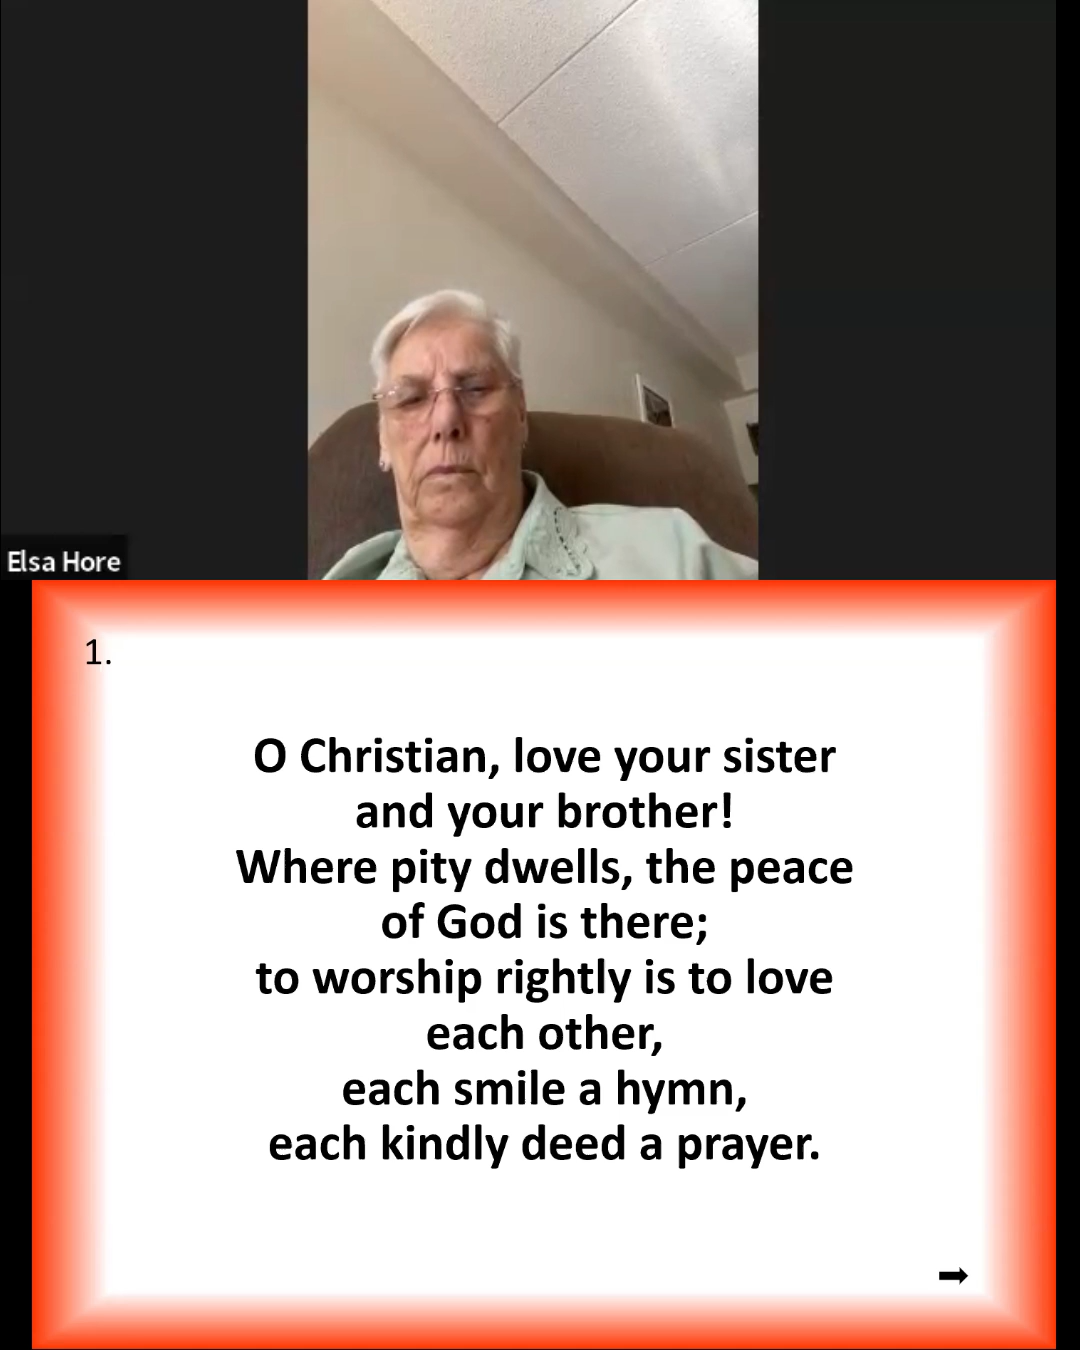 Elsa Hore
1.
O Christian, love your sister
and your brother!
Where pity dwells, the peace
of God is there;
to worship rightly is to love
each other,
each smile a hymn,
each kindly deed a prayer.